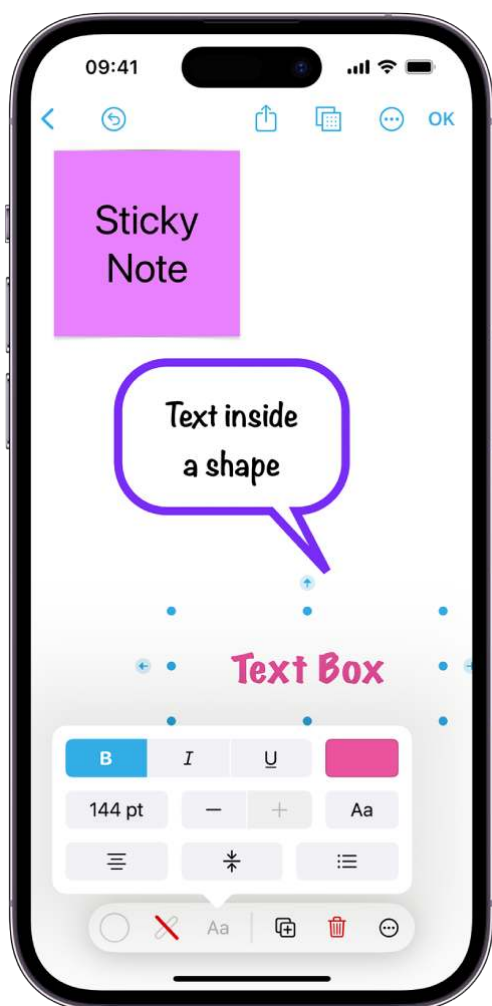 09:41
OK
Sticky
Note
Text inside
a shape
Text Box
B I U
144 pt − + Aa
Aa